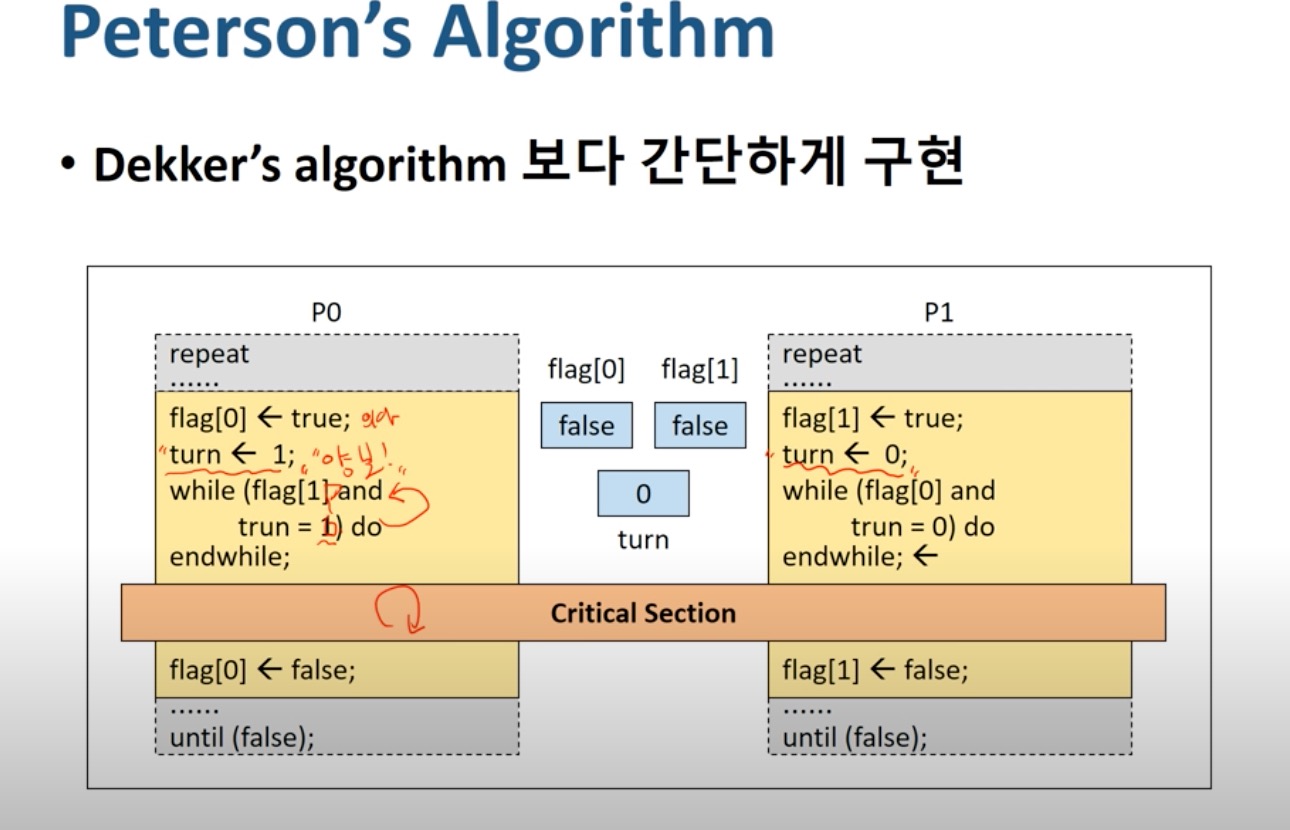 Peterson's Algorithm
• Dekker's algorithm 보다 간단하게 구현
P0
repeat
......
flag[0] ← true; 의사
"turn ← 1;" "양보!"
while (flag[1] and
trun = 1) do
endwhile;
flag[0] flag[1]
false false
0
turn
P1
repeat
......
flag[1] ← true;
"turn ← 0;"
while (flag[0] and
trun = 0) do
endwhile; ←
Critical Section
flag[0] ← false;
......
until (false);
flag[1] ← false;
......
until (false);